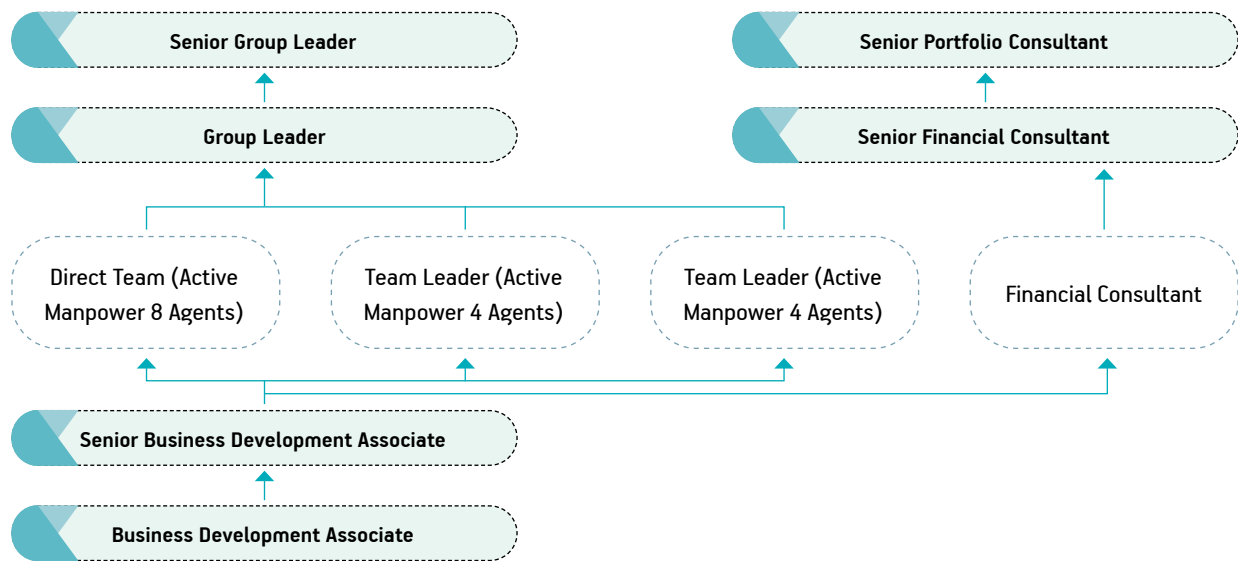 Senior Group Leader
Senior Portfolio Consultant
Group Leader
Senior Financial Consultant
Direct Team (Active
Manpower 8 Agents)
Team Leader (Active
Manpower 4 Agents)
Team Leader (Active
Manpower 4 Agents)
Financial Consultant
Senior Business Development Associate
Business Development Associate